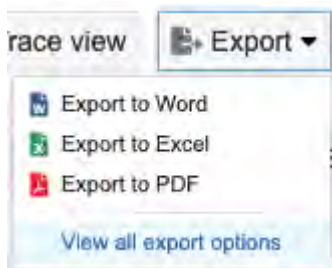 race view Export
Export to Word
Export to Excel
Export to PDF
View all export options